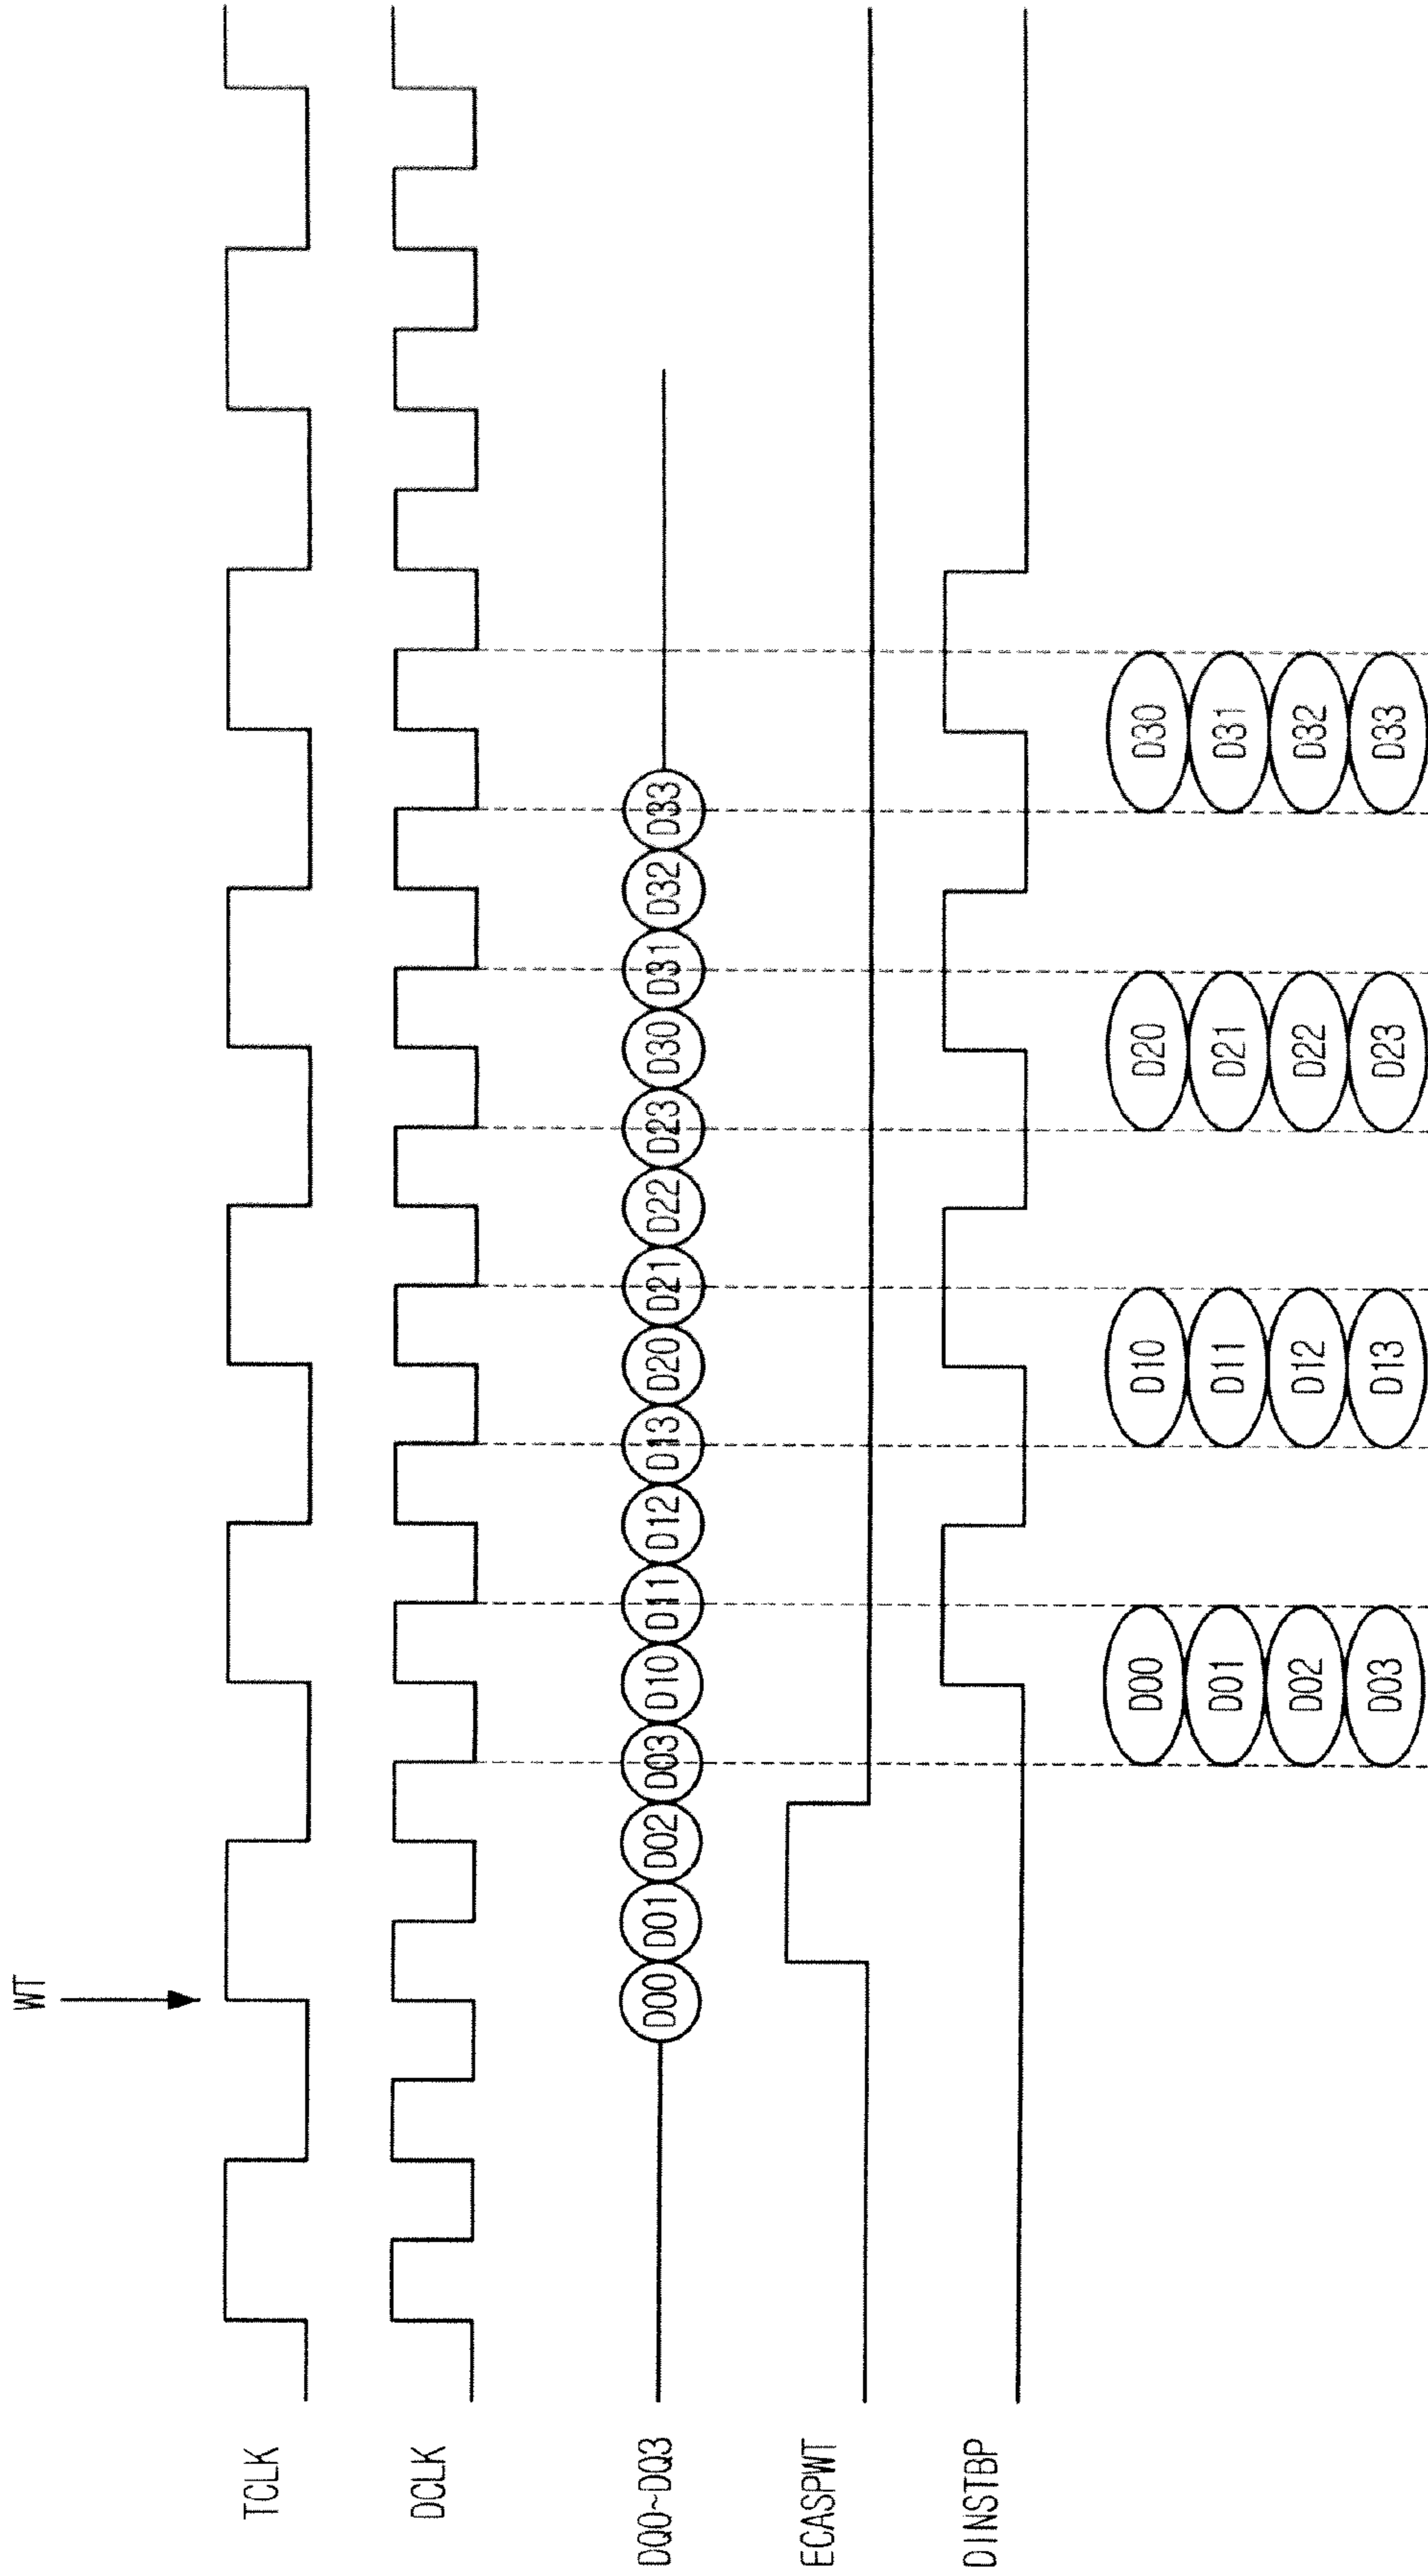 WT
TCLK
DCLK
DQ0~DQ3
D00 D01 D02 D03 D10 D11 D12 D13 D20 D21 D22 D23 D30 D31 D32 D33
ECASPWT
DINSTBP
D00 D10 D20 D30
D01 D11 D21 D31
D02 D12 D22 D32
D03 D13 D23 D33